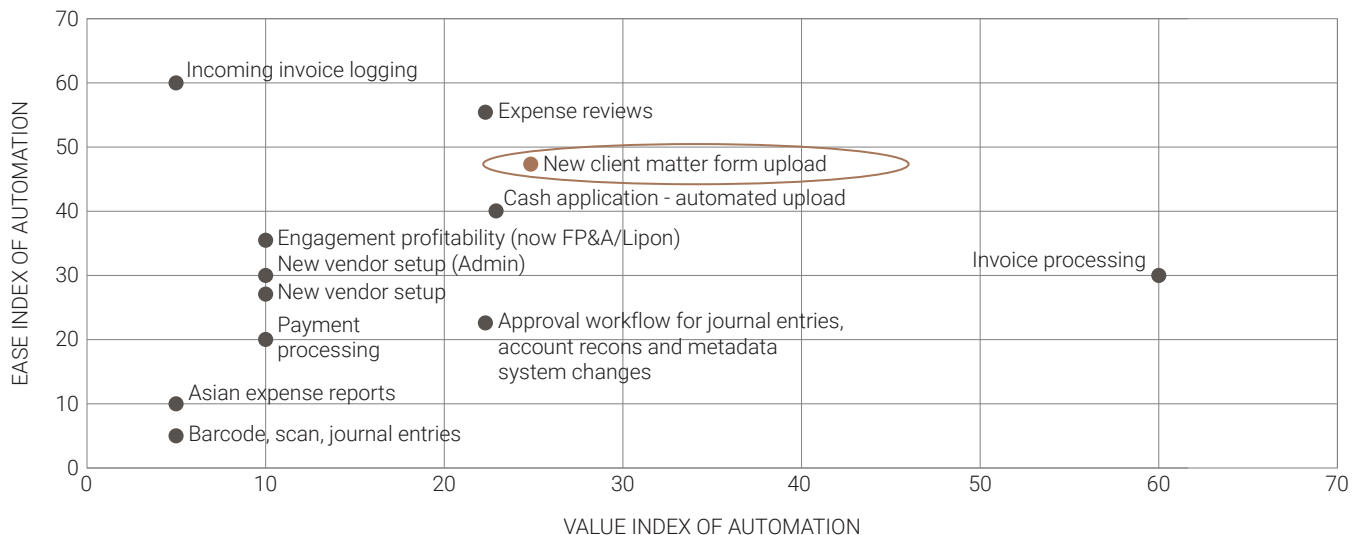 70
Incoming invoice logging
60
Expense reviews
50
New client matter form upload
Cash application - automated upload
40
Engagement profitability (now FP&A/Lipon)
New vendor setup (Admin)
Invoice processing
30
New vendor setup
Approval workflow for journal entries,
account recons and metadata
system changes
Payment
processing
20
Asian expense reports
10
Barcode, scan, journal entries
0
EASE INDEX OF AUTOMATION
0 10 20 30 40 50 60 70
VALUE INDEX OF AUTOMATION